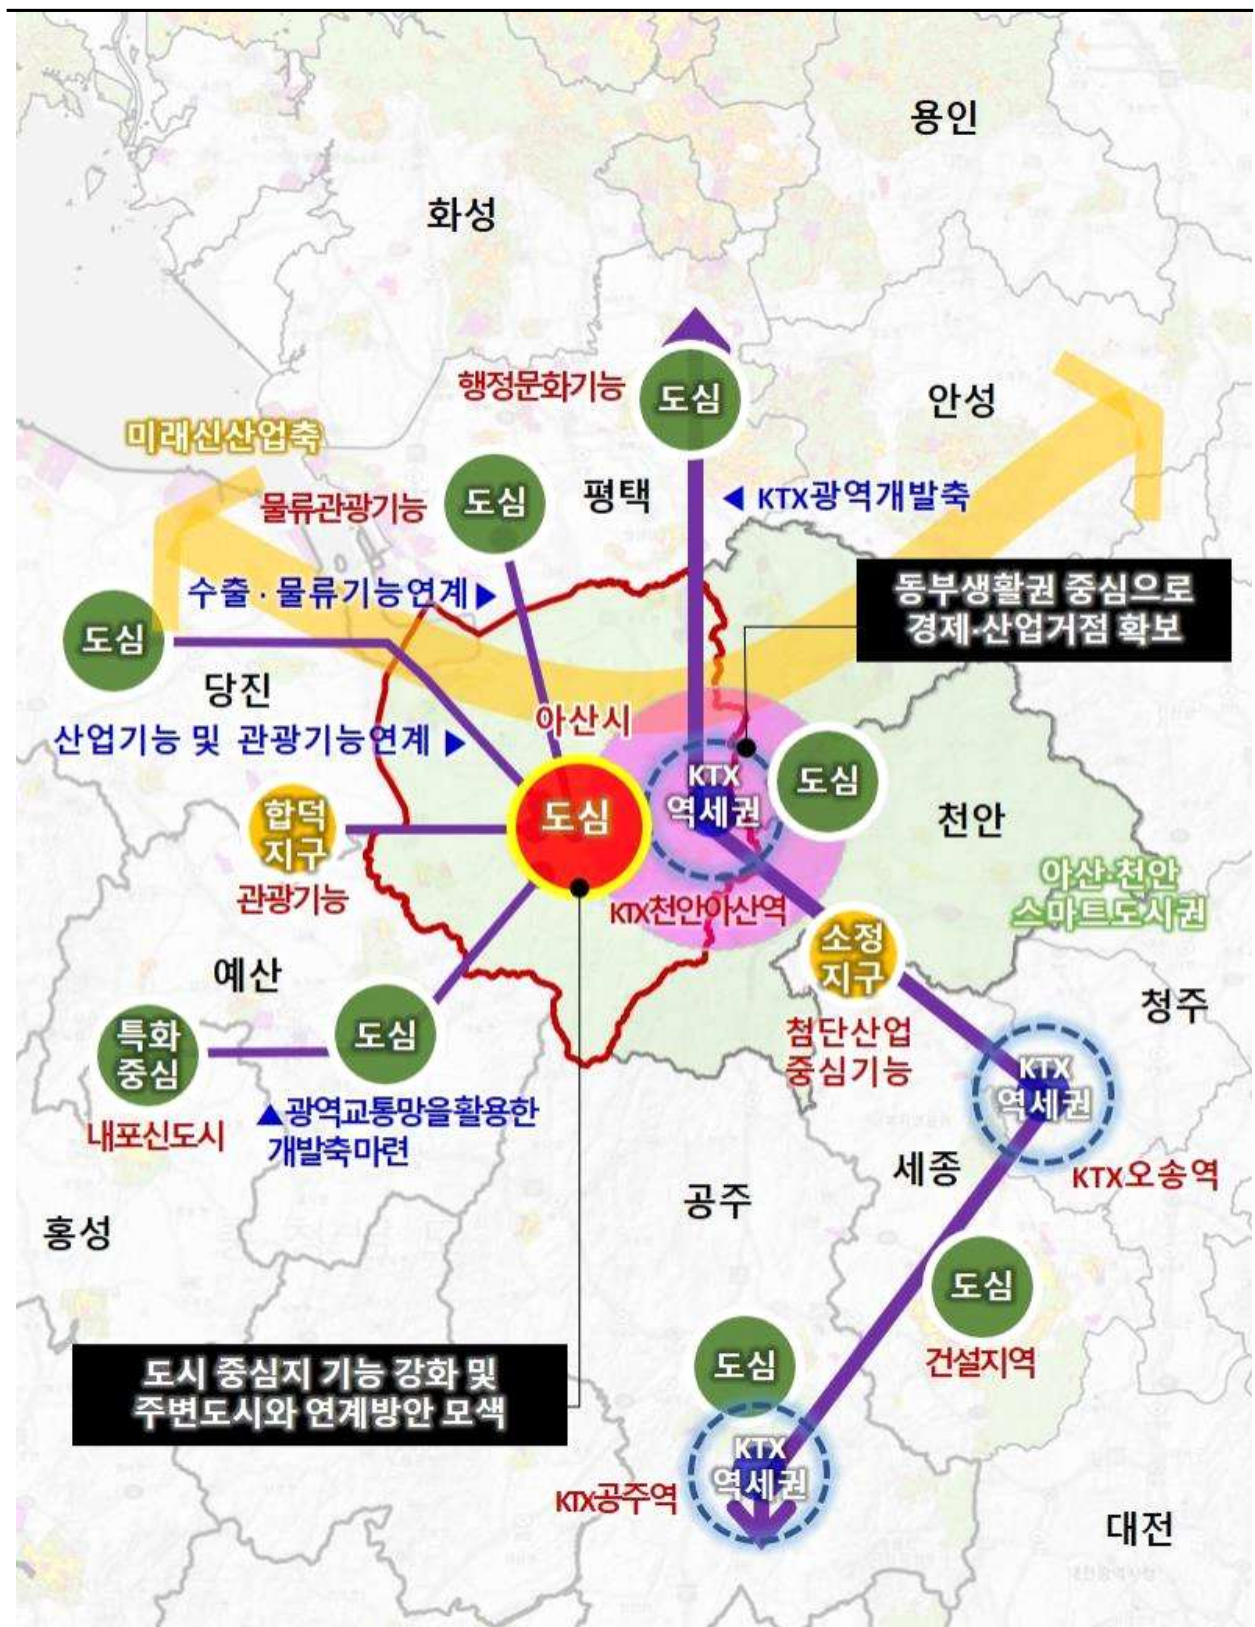 용인
화성
행정문화기능
도심
안성
미래신산업축
물류관광기능
도심
평택
◀ KTX광역개발축
수출·물류기능연계▶
동부생활권 중심으로
경제·산업거점 확보
도심
당진
산업기능 및 관광기능연계 ▶
아산시
KTX
역세권
도심
합덕
지구
관광기능
도심
천안
KTX천안아산역
아산·천안
스마트도시권
소정
지구
첨단산업
중심기능
예산
청주
특화
중심
내포신도시
도심
▲광역교통망을활용한
개발축마련
KTX
역세권
KTX오송역
세종
공주
홍성
도심
건설지역
도심
도시 중심지 기능 강화 및
주변도시와 연계방안 모색
KTX
역세권
KTX공주역
대전